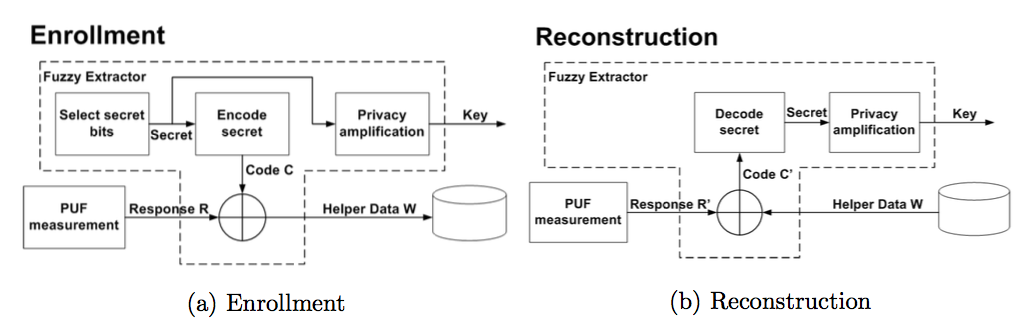 Enrollment
Fuzzy Extractor
Select secret
bits
Secret
Encode
secret
Privacy
amplification
Key
Code C
PUF
measurement
Response R
Helper Data W
(a) Enrollment
Reconstruction
Fuzzy Extractor
Decode
secret
Secret
Privacy
amplification
Key
Code C'
PUF
measurement
Response R'
Helper Data W
(b) Reconstruction